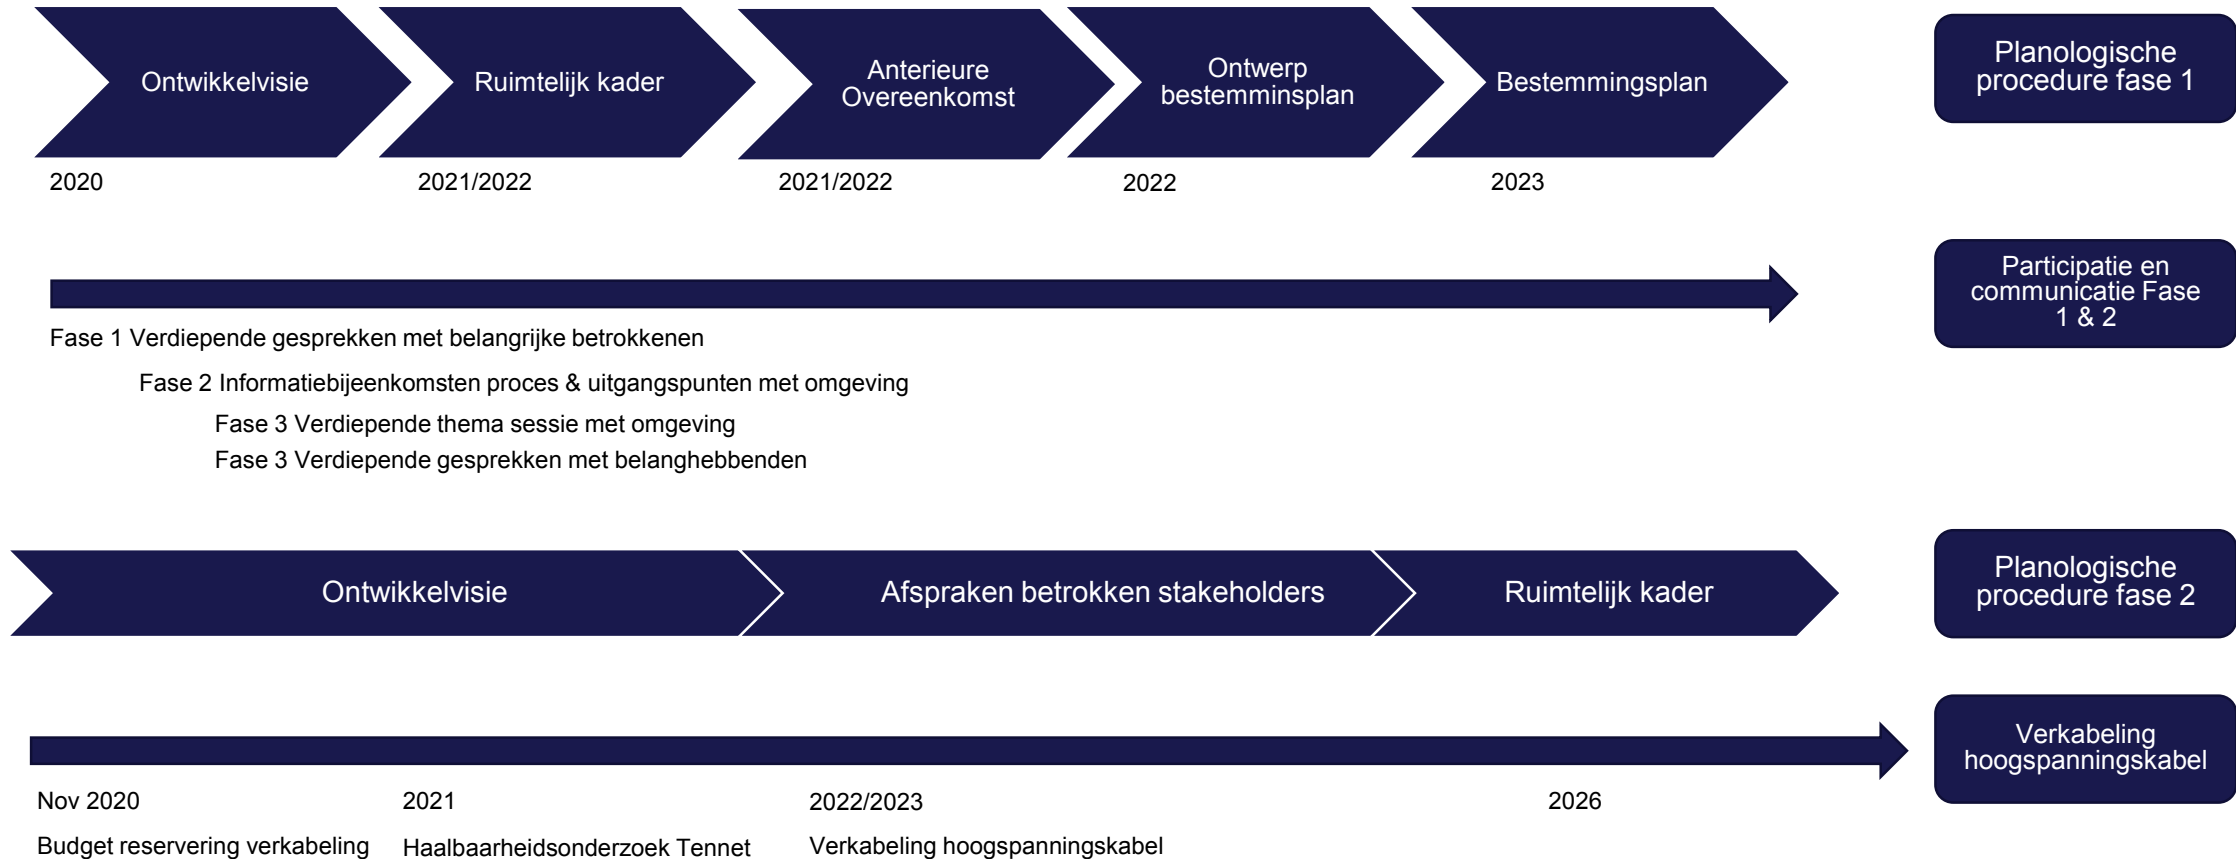 Ontwikkelvisie
Ruimtelijk kader
Anterieure
Overeenkomst
Ontwerp
bestemminsplan
Bestemmingsplan
Planologische
procedure fase 1
2020
2021/2022
2021/2022
2022
2023
Participatie en
communicatie Fase
1 & 2
Fase 1 Verdiepende gesprekken met belangrijke betrokkenen
Fase 2 Informatiebijeenkomsten proces & uitgangspunten met omgeving
Fase 3 Verdiepende thema sessie met omgeving
Fase 3 Verdiepende gesprekken met belanghebbenden
Ontwikkelvisie
Afspraken betrokken stakeholders
Ruimtelijk kader
Planologische
procedure fase 2
Verkabeling
hoogspanningskabel
Nov 2020
2021
2022/2023
2026
Budget reservering verkabeling
Haalbaarheidsonderzoek Tennet
Verkabeling hoogspanningskabel